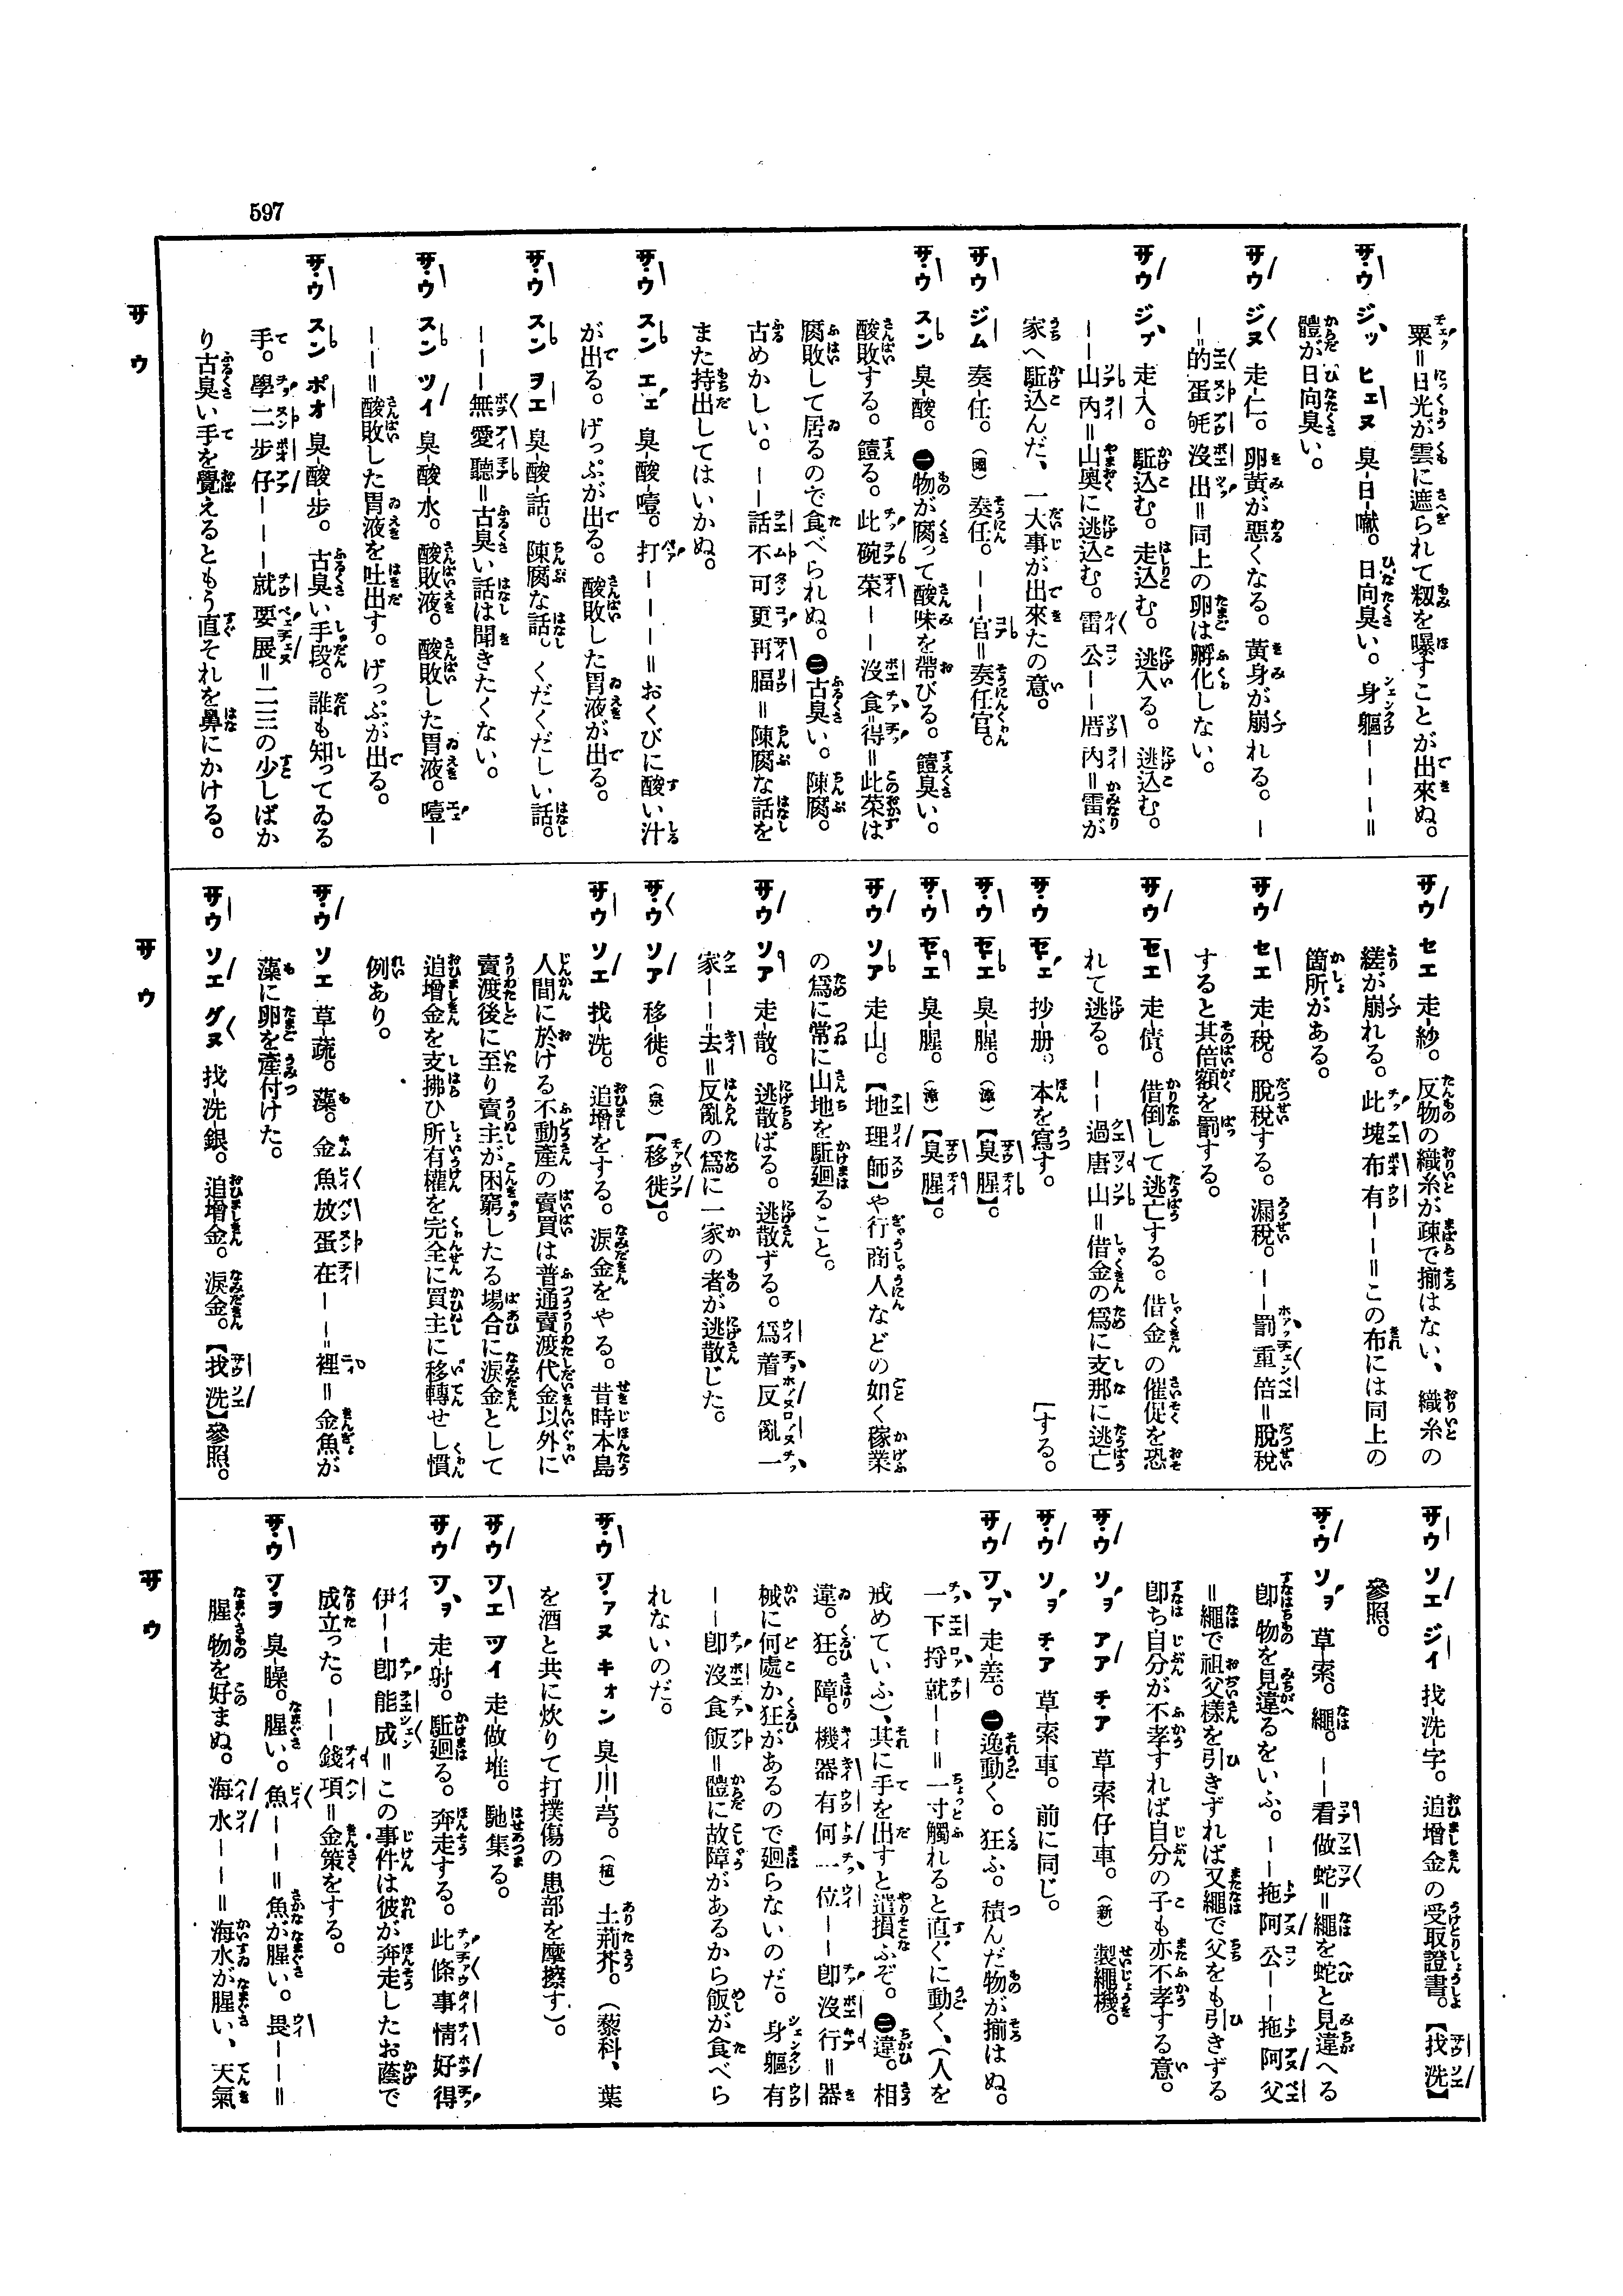 597
粟=日光が雲に遮られて籾を曝すことが出來ぬ。
サウ ジッ ヒェヌ 臭-日-囐。日向臭い。身軀――――=
體が日向臭い。
サウ ジヌ 走-仁。卵黄が悪くなる。黄身が崩れる。―
―=的蛋 沒出=同上の卵は孵化しない。
サウ ジプ 走-入。駈込む。走込む。逃入る。逃込む。
――山内=山奥に逃込む。雷公――厝内=雷が
家へ駈込んだ、一大事が出來たの意。
サウ ジム 奏-任。(國)奏任。――官=奏任官。
サウ スン 臭-酸。㊀物が腐って酸味を帶びる。饐臭い。
酸敗する。饐る。此碗菜――沒食=得=此菜は
腐敗して居るので食べられぬ。㊁古臭い。陳腐。
古めかしい。――話不可更再 =陳腐な話を
また持出してはいかぬ。
サウ スン エェ 臭-酸-噎。打―――=おくびに酸い汁
が出る。げっぷが出る。酸敗した胃液が出る。
サウ スン ヲエ 臭-酸-話。陳腐な話。くだくだしい話。
―――無愛聽=古臭い話は聞きたくない。
サウ スン ツイ 臭-酸-水。酸敗液。酸敗した胃液。噎―
――=酸敗した胃液を吐出す。げっぷが出る。
サウ スン ポオ 臭-酸-步。古臭い手段。誰も知ってゐる
手。學二步仔―――就要展=二三の少しばか
り古臭い手を覺えるともう直それを鼻にかける。
サウ
サウ セエ 走-紗。反物の織糸が疎で揃はない、織糸の
縒が崩れる。此塊布有――=この布には同上の
箇所がある。
サウ セエ 走-稅。脫稅する。漏稅。――罰重倍=脫稅
すると其倍額を罰する。
サウ セエ 走-債。借倒して逃亡する。借金の催促を恐
れて逃る。――過唐山=借金の爲に支那に逃亡
サウ セェ 抄-册。本を寫す。[する。
サウ セエ 臭-腥。(漳)【臭腥】。
サウ セエ 臭-腥。(漳)【臭腥】。
サウ ソア 走-山。【地理師】や行商人などの如く稼業
の爲に常に山地を駈廻ること。
サウ ソア 走-散。逃散ばる。逃散ずる。爲着反亂一
家――=去=反亂の爲に一家の者が逃散じた。
サウ ソア 移-徙。(泉)【移徙】。
サウ ソエ 找-洗。追增をする。淚金をやる。昔時本島
人間に於ける不動産の賣買は普通賣渡代金以外に
賣渡後に至り賣主が困窮したる場合に淚金として
追增金を支拂ひ所有權を完全に買主に移轉せし慣
例あり。
サウ ソエ 草-蔬。藻。金魚放蛋在――=裡=金魚が
藻に卵を產付けた。
サウ ソエ グヌ 找-洗-銀。追增金。淚金。【找洗】參照。
サウ
サウ ソエ ジイ 找-洗-字。追增金の受取證書。【找洗】
參照。
サウ ソヲ 草-索。繩。――看做蛇=繩を蛇と見違へる
卽物を見違るをいふ。――拖阿公――拖阿父
=繩で祖父樣を引きずれば又繩で父をも引きずる
卽ち自分が不孝すれば自分の子も亦不孝する意。
サウ ソヲ アア チア 草索仔車。(新)製繩機。
サウ ソヲ チア 草-索車。前に同じ。
サウ ツァ 走-差。㊀逸動く。狂ふ。積んだ物が揃はぬ。
一下捋就――=一寸觸れると直ぐに動く、(人を
戒めていふ)、其に手を出すと遣損ふぞ。㊁違。相
違。狂。障。機器有何一位――卽沒行=器
械に何處か狂があるので廻らないのだ。身軀有
――卽沒食飯=體に故障があるから飯が食べら
れないのだ。
サウ ツァヌ キォン 臭-川-芎。(植)土荊芥。(藜科、葉
を酒と共に炊りて打撲傷の患部を摩擦す)。
サウ ツエ ツイ 走做堆。馳集る。
サウ ツヲ 走-射。駈廻る。奔走する。此條事情好得
伊――卽能成=この事件は彼が奔走したお蔭で
成立った。――錢項=金策をする。
サウ ツヲ 臭-臊。腥い。魚――=魚が腥い。畏――=
腥物を好まぬ。海水――=海水が腥い、天氣
サウ